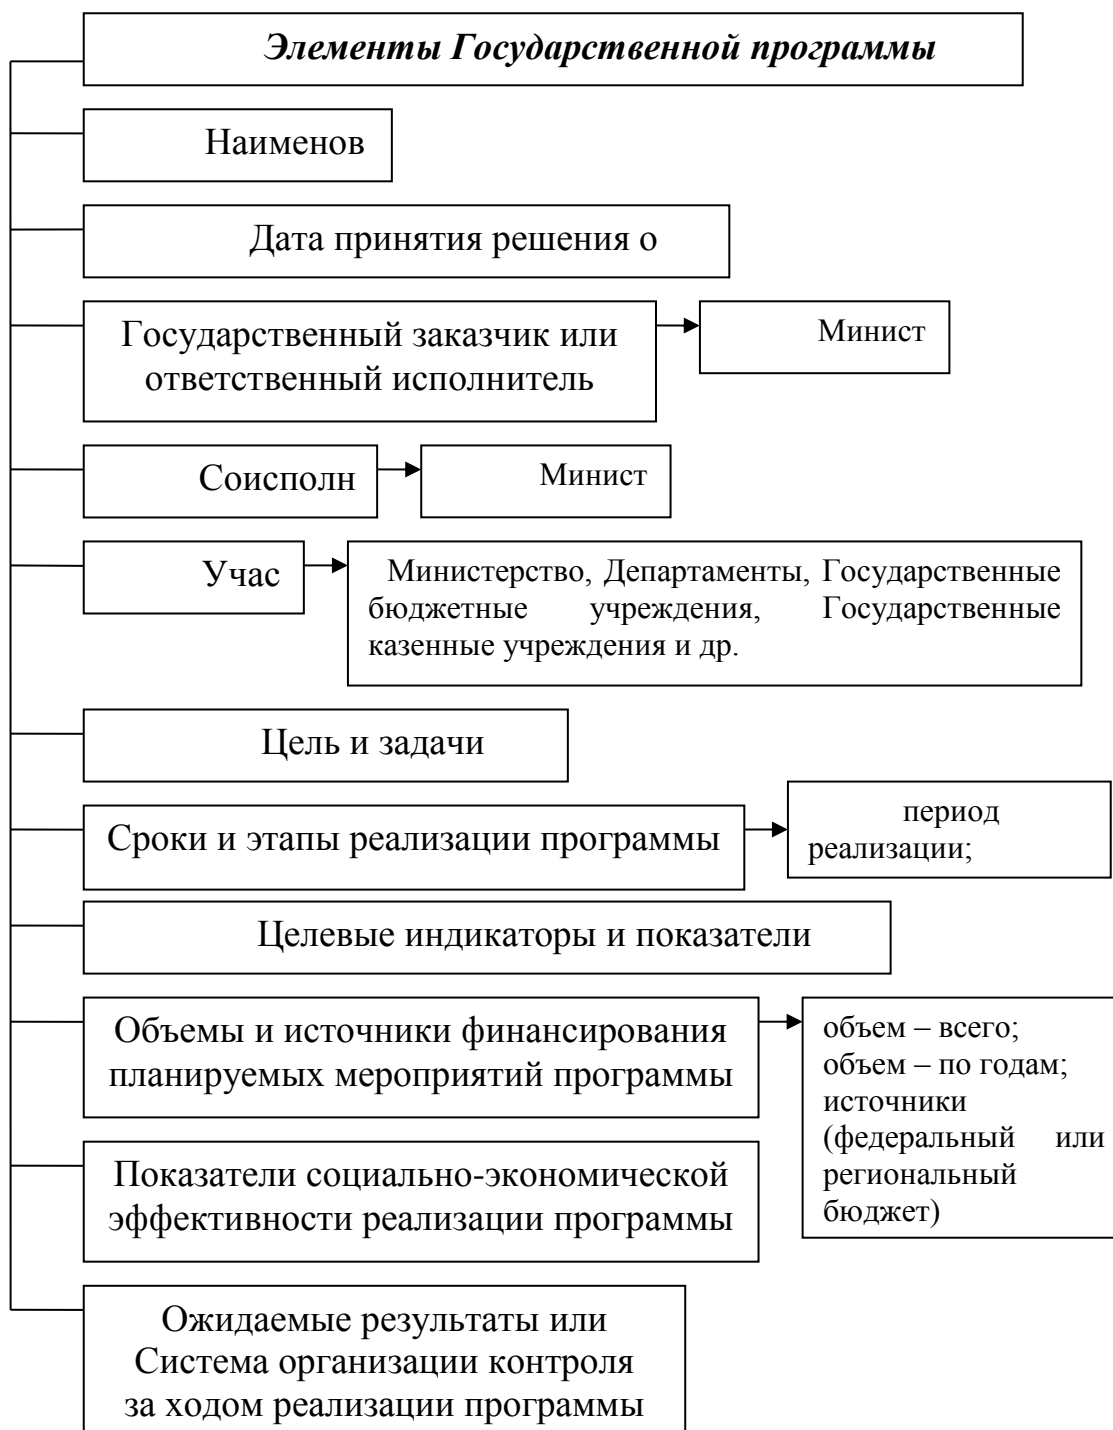 Элементы Государственной программы
Наименов
Дата принятия решения о
Государственный заказчик или
ответственный исполнитель
Минист
Соисполн
Минист
Учас
Министерство, Департаменты, Государственные
бюджетные учреждения, Государственные
казенные учреждения и др.
Цель и задачи
Сроки и этапы реализации программы
период
реализации;
Целевые индикаторы и показатели
Объемы и источники финансирования
планируемых мероприятий программы
объем – всего;
объем – по годам;
источники
(федеральный или
региональный
бюджет)
Показатели социально-экономической
эффективности реализации программы
Ожидаемые результаты или
Система организации контроля
за ходом реализации программы